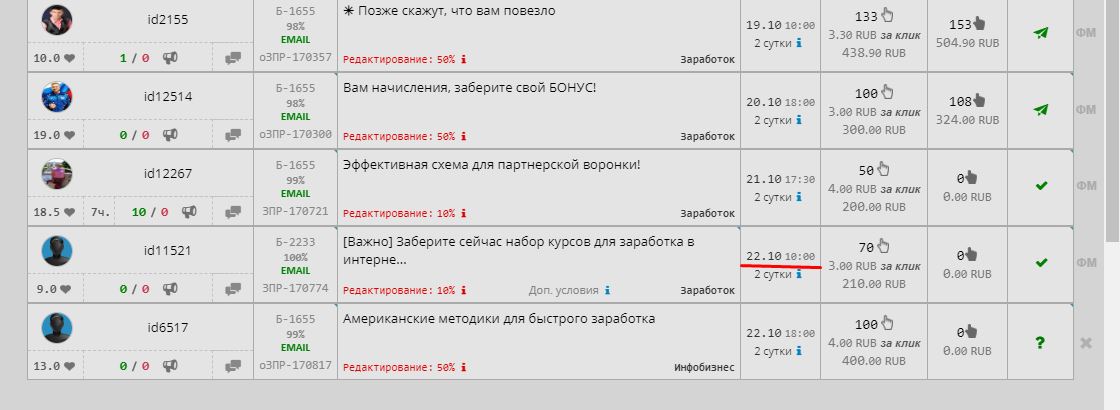 id2155
10.0
1 / 0
Б-1655
98%
EMAIL
оЗПР-170357
✳ Позже скажут, что вам повезло
Редактирование: 50%
Заработок
19.10 10:00
2 сутки
133
3.30 RUB за клик
438.90 RUB
153
504.90 RUB
ФМ
id12514
19.0
0 / 0
Б-1655
98%
EMAIL
оЗПР-170300
Вам начисления, заберите свой БОНУС!
Редактирование: 50%
Заработок
20.10 18:00
2 сутки
100
3.00 RUB за клик
300.00 RUB
108
324.00 RUB
ФМ
id12267
18.5
7ч.
10 / 0
Б-1655
99%
EMAIL
ЗПР-170721
Эффективная схема для партнерской воронки!
Редактирование: 10%
Заработок
21.10 17:30
2 сутки
50
4.00 RUB за клик
200.00 RUB
0
0.00 RUB
ФМ
id11521
9.0
0 / 0
Б-2233
100%
EMAIL
ЗПР-170774
[Важно] Заберите сейчас набор курсов для заработка в
интерне...
Редактирование: 10%
Доп. условия
Заработок
22.10 10:00
2 сутки
70
3.00 RUB за клик
210.00 RUB
0
0.00 RUB
ФМ
id6517
13.0
0 / 0
Б-1655
99%
EMAIL
оЗПР-170817
Американские методики для быстрого заработка
Редактирование: 50%
Инфобизнес
22.10 18:00
2 сутки
100
4.00 RUB за клик
400.00 RUB
0
0.00 RUB
?